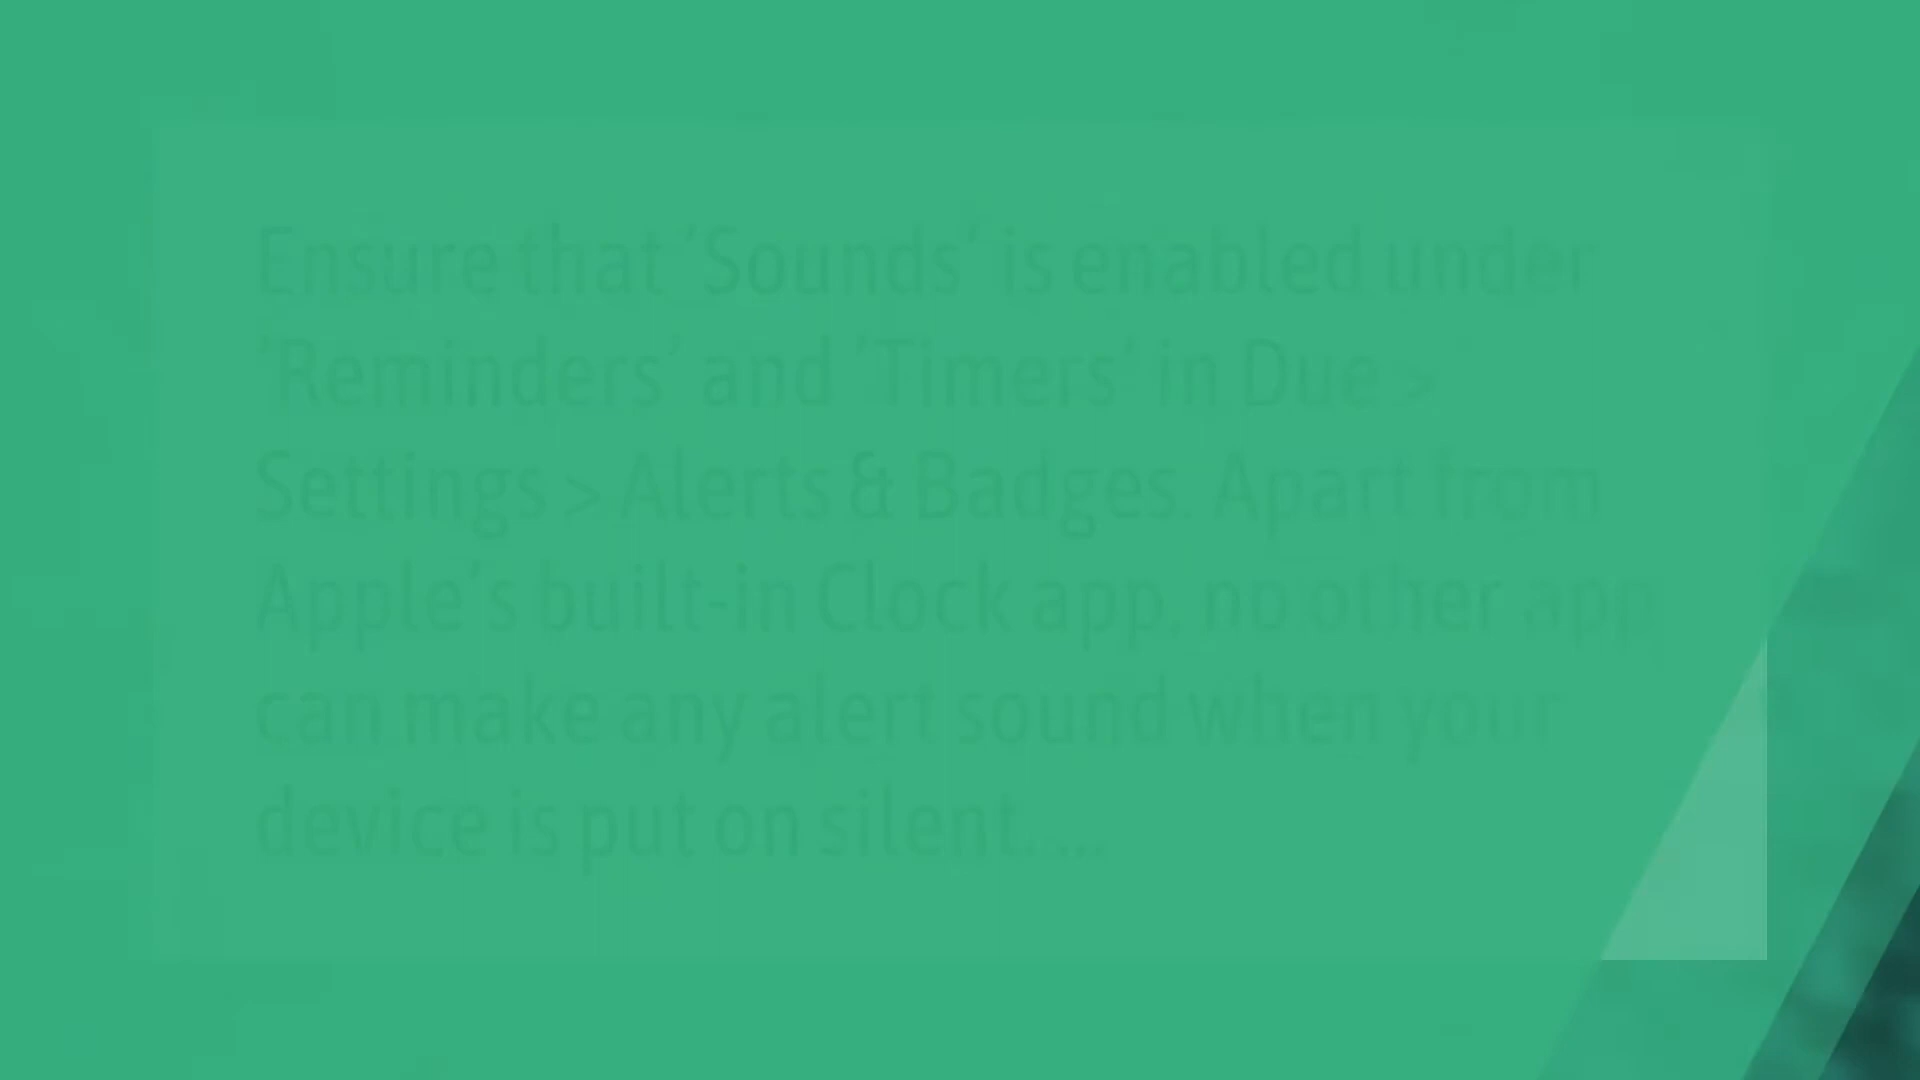 Ensure that ‘Sounds’ is enabled under
‘Reminders’ and ‘Timers’ in Due >
Settings > Alerts & Badges. Apart from
Apple’s built-in Clock app, no other app
can make any alert sound when your
device is put on silent....